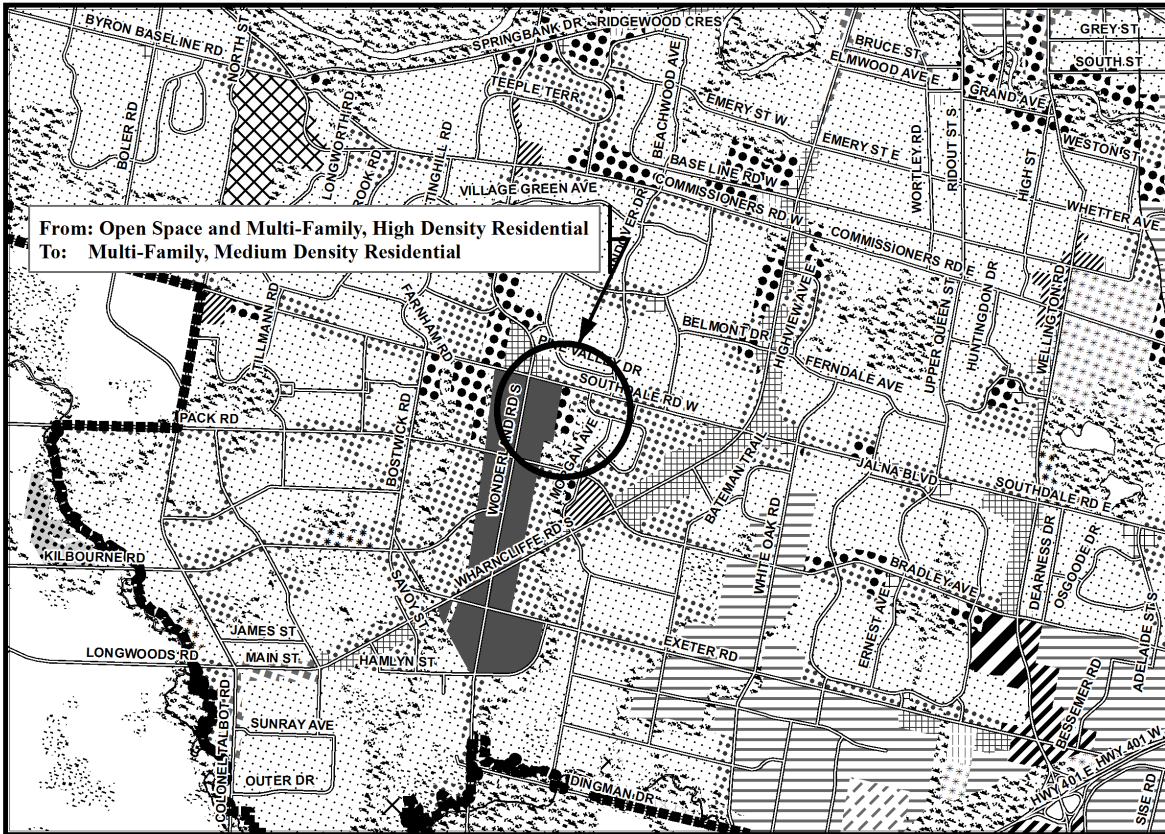 BYRON BASELINE RD
NORTH ST
SPRINGBANK DR
RIDGEWOOD CRES
GREY ST
BRUCE ST
ELMWOOD AVE E
SOUTH ST
TEEPLE TERR
BEACHWOOD AVE
GRAND AVE
BOLER RD
LONGWORTH RD
EMERY ST W
EMERY ST E
WORTLEY RD
RIDOUT ST S
HIGH ST
WESTON ST
BASE LINE RD W
VILLAGE GREEN AVE
COMMISSIONERS RD W
WHETTER AVE
COMMISSIONERS RD E
From: Open Space and Multi-Family, High Density Residential
To: Multi-Family, Medium Density Residential
TILLMANN RD
FARNHAM RD
BELMONT DR
HIGHVIEW AVE
UPPER QUEEN ST
HUNTINGDON DR
WELLINGTON RD
VALLEY DR
SOUTHDALE RD W
FERNDALE AVE
PACK RD
BOSTWICK RD
WONDERLAND RD S
MORGAN AVE
BATEMAN TRAIL
JALNA BLVD
SOUTHDALE RD E
WHITE OAK RD
DEARNESS DR
OSGOODE DR
KILBOURNE RD
WHARNCLIFFE RD S
SAVOY ST
BRADLEY AVE
ERNEST AVE
ADELAIDE ST S
JAMES ST
LONGWOODS RD
MAIN ST
HAMLYN ST
EXETER RD
BESSEMER RD
COLONEL TALBOT RD
SUNRAY AVE
OUTER DR
DINGMAN DR
HWY 401 E
HWY 401 W
SISE RD